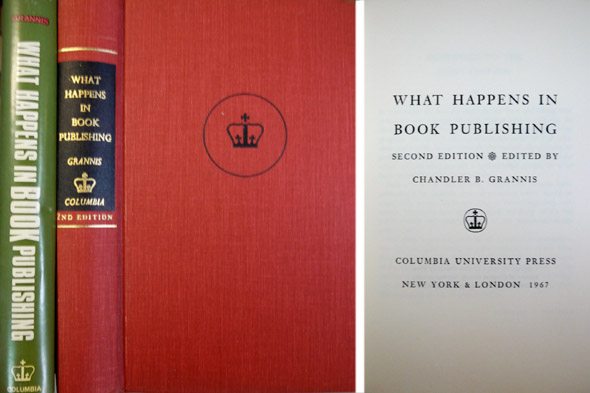 GRANNIS
WHAT HAPPENS IN BOOK PUBLISHING
COLUMBIA
WHAT
HAPPENS
IN
BOOK
PUBLISHING
GRANNIS
COLUMBIA
2ND EDITION
WHAT HAPPENS IN
BOOK PUBLISHING
SECOND EDITION ❁ EDITED BY
CHANDLER B. GRANNIS
COLUMBIA UNIVERSITY PRESS
NEW YORK & LONDON 1967